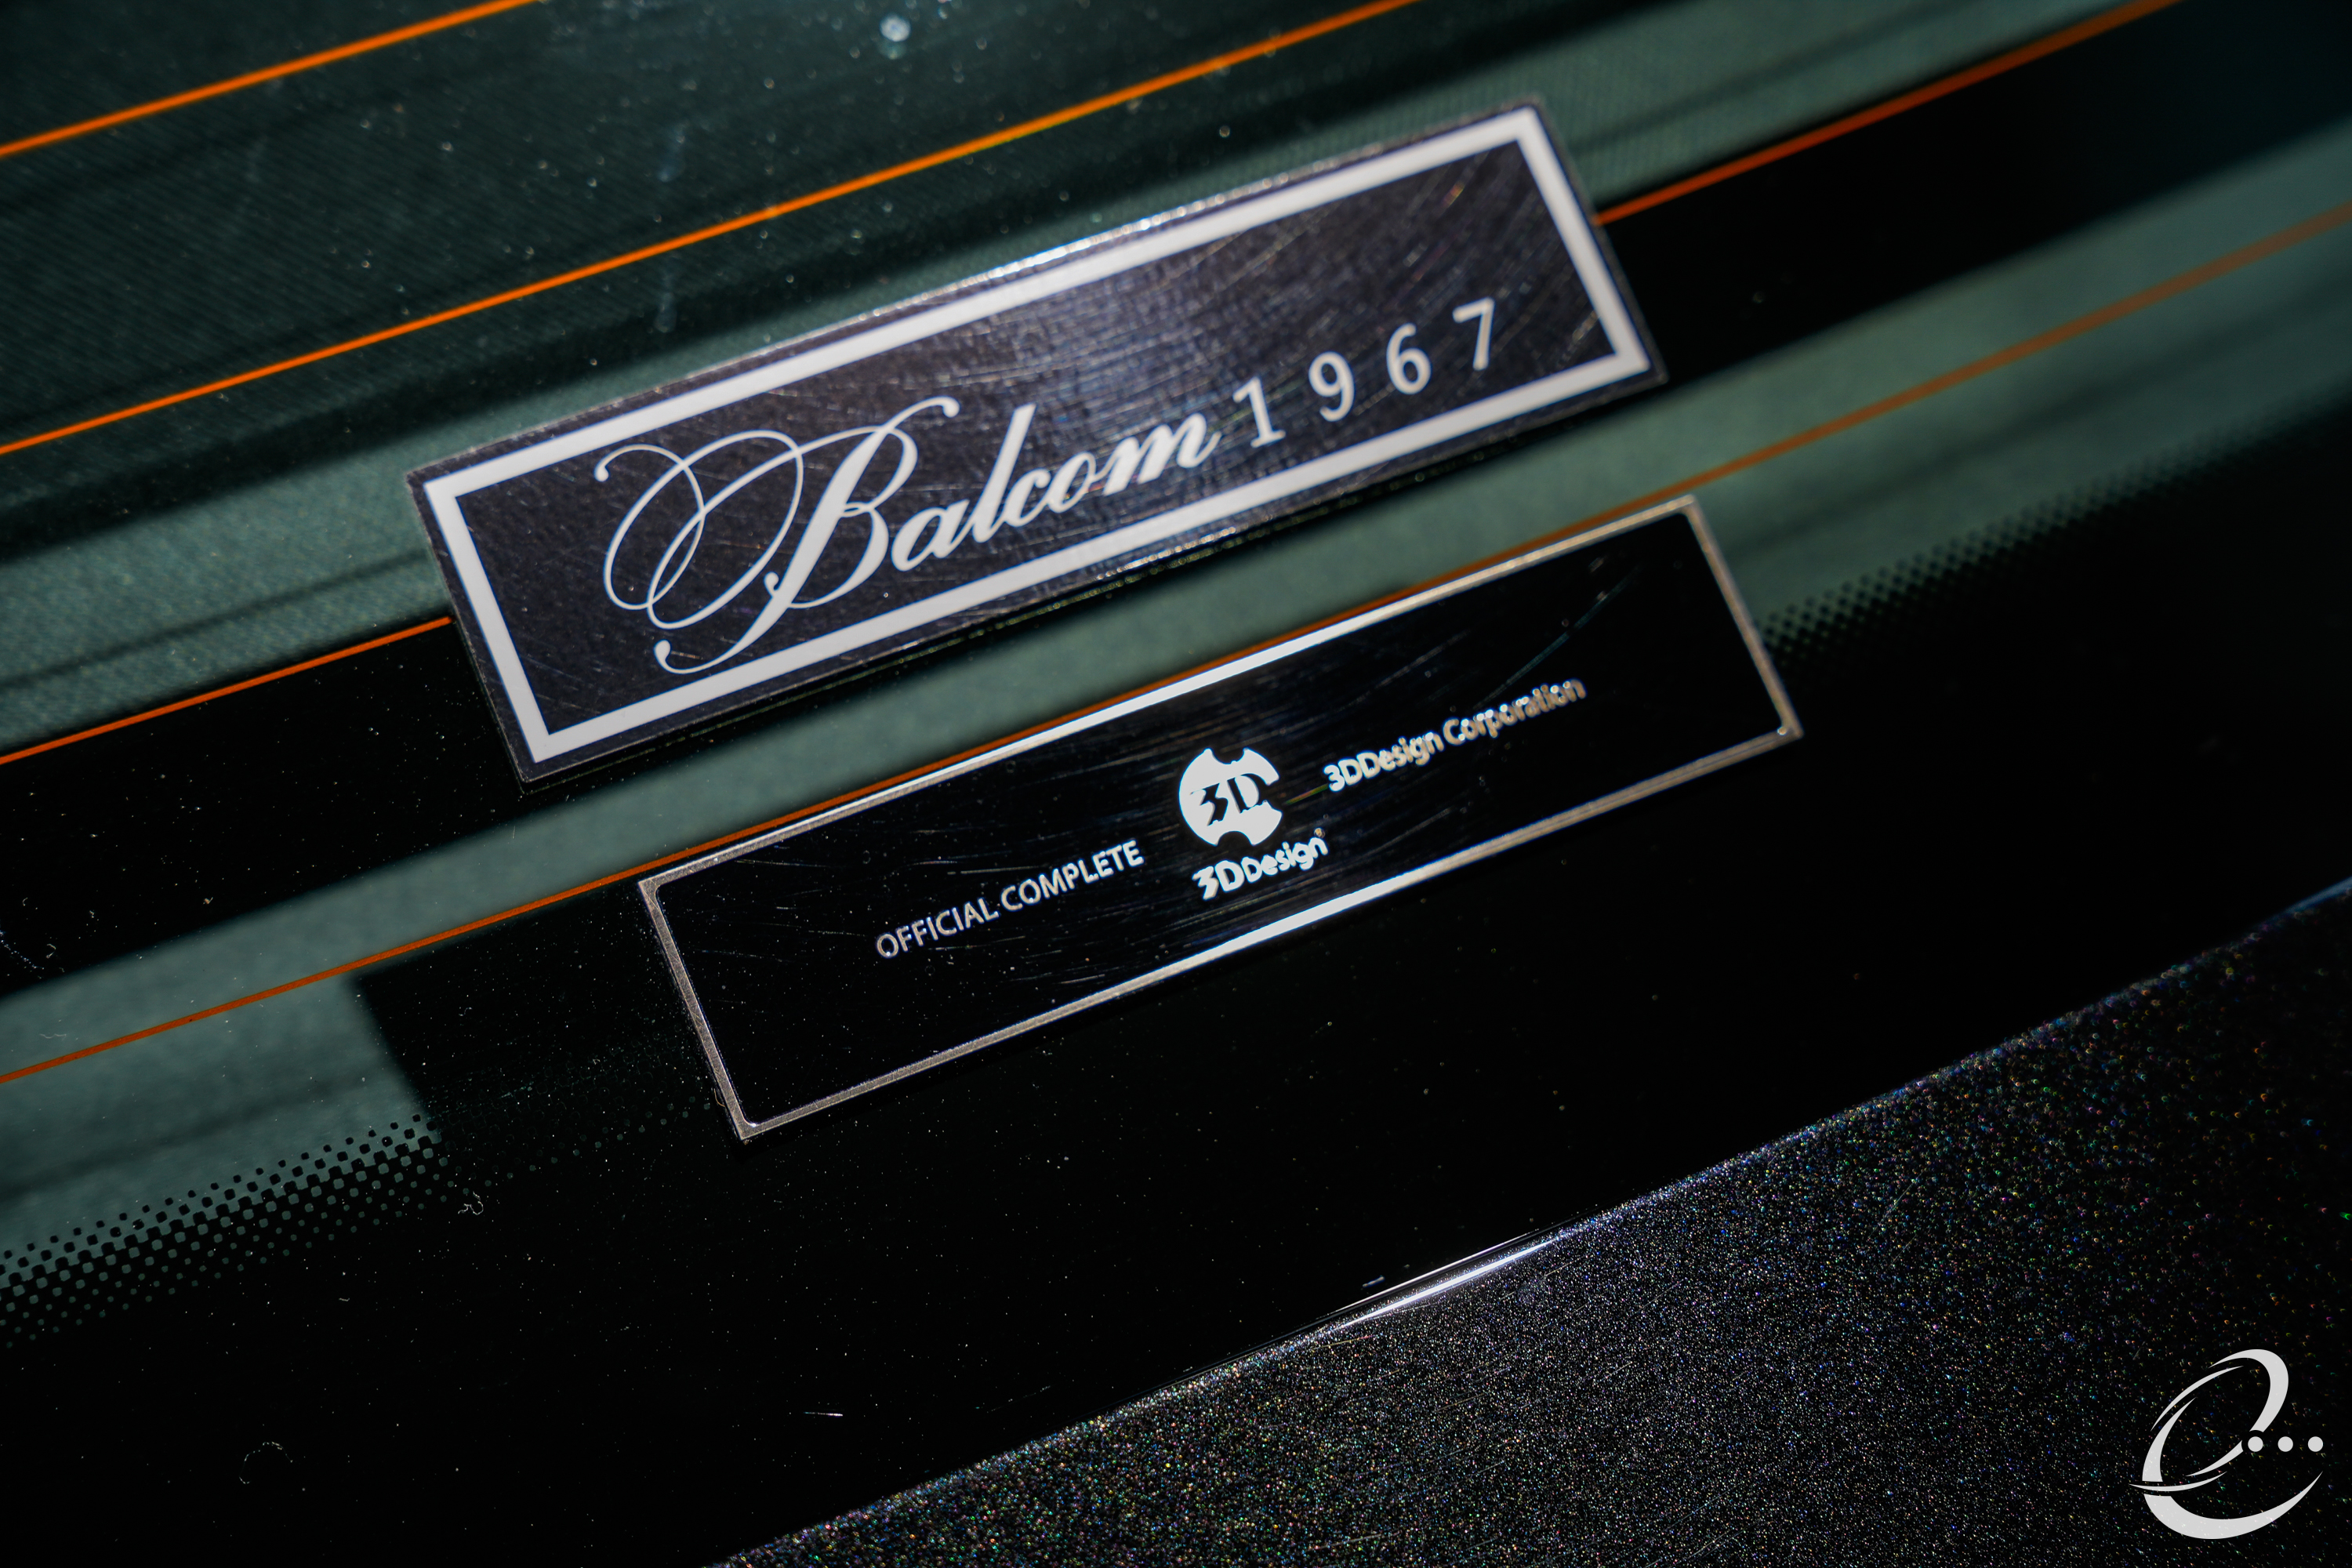 Balcom 1967
OFFICIAL COMPLETE
3D
3DDesign
3DDesign Corporation
e...